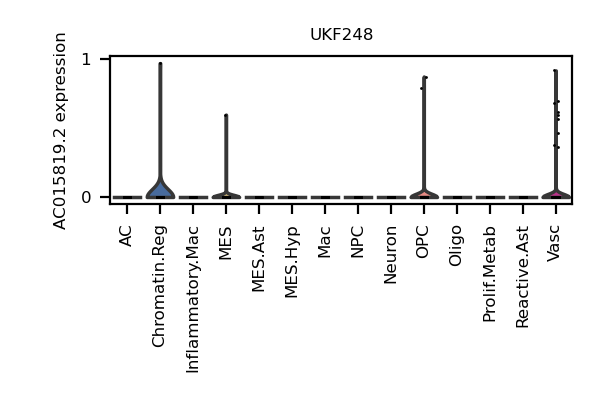 UKF248
AC015819.2 expression
1
0
AC
Chromatin.Reg
Inflammatory.Mac
MES
MES.Ast
MES.Hyp
Mac
NPC
Neuron
OPC
Oligo
Prolif.Metab
Reactive.Ast
Vasc